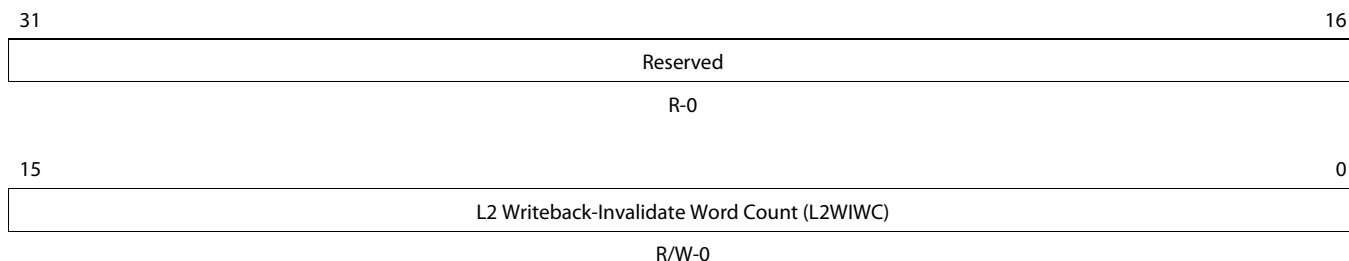 31 16
Reserved
R-0
15 0
L2 Writeback-Invalidate Word Count (L2WIWC)
R/W-0